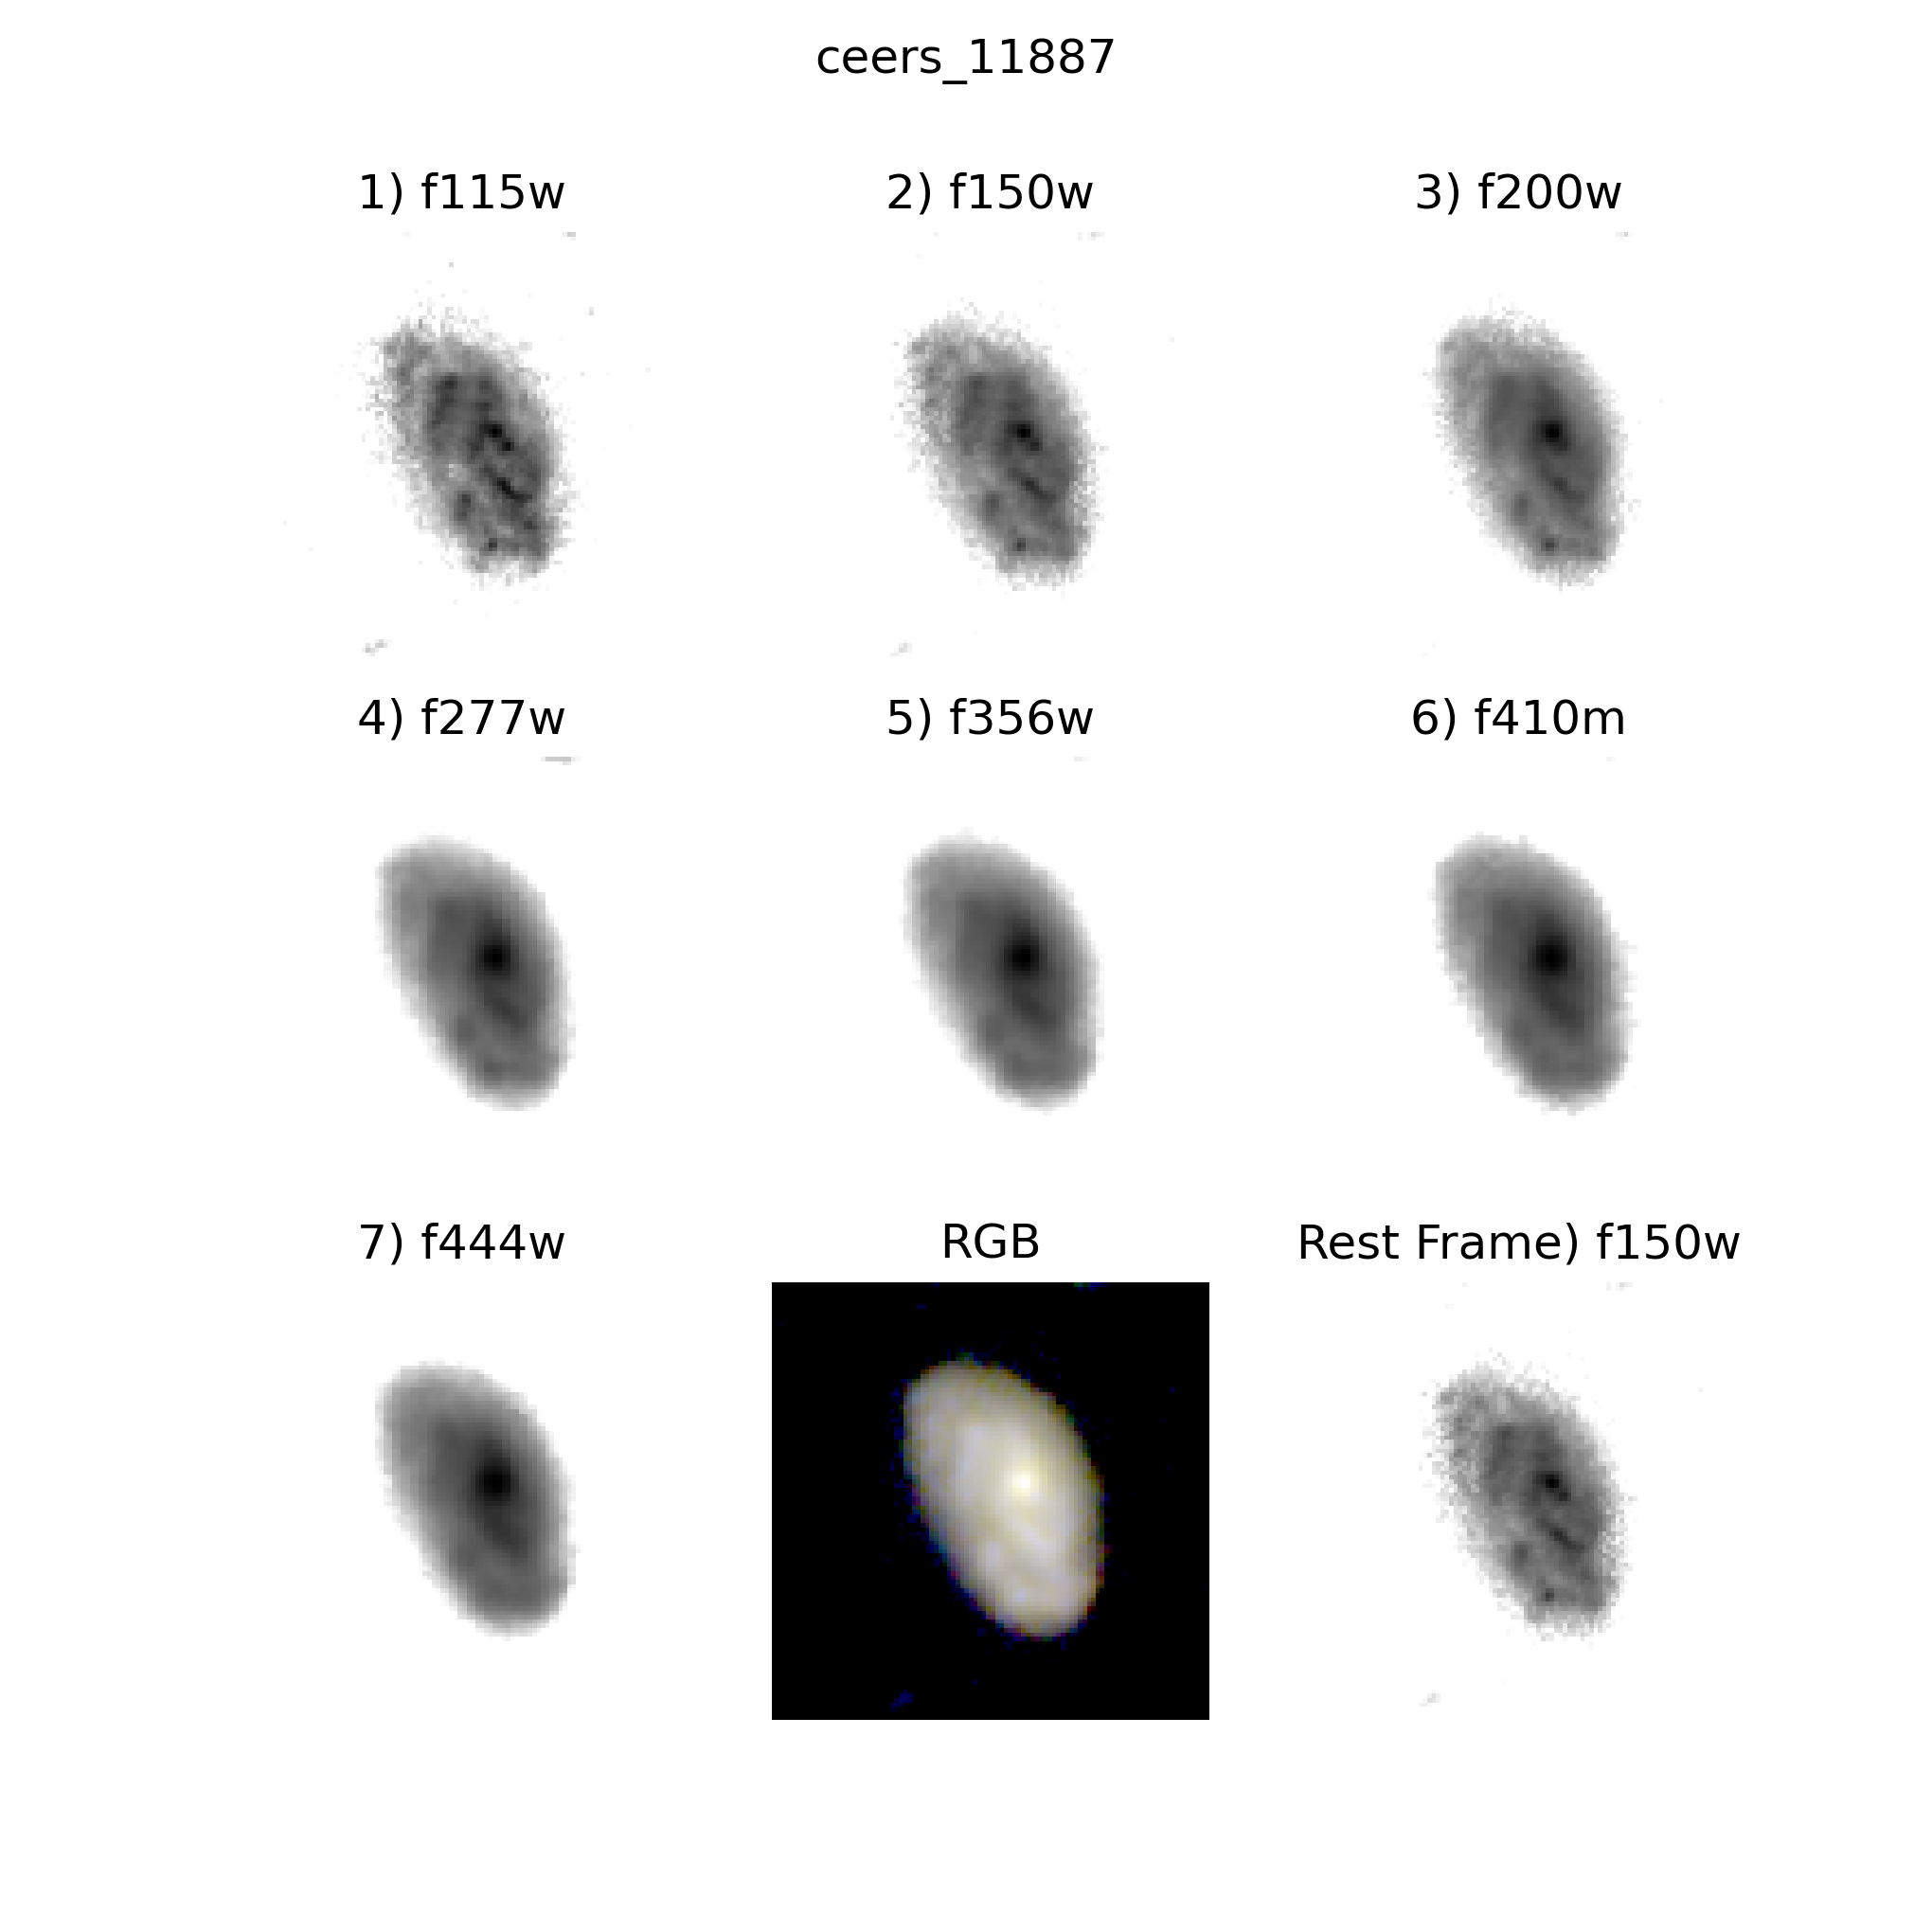 ceers_11887
1) f115w
2) f150w
3) f200w
4) f277w
5) f356w
6) f410m
7) f444w
RGB
Rest Frame) f150w